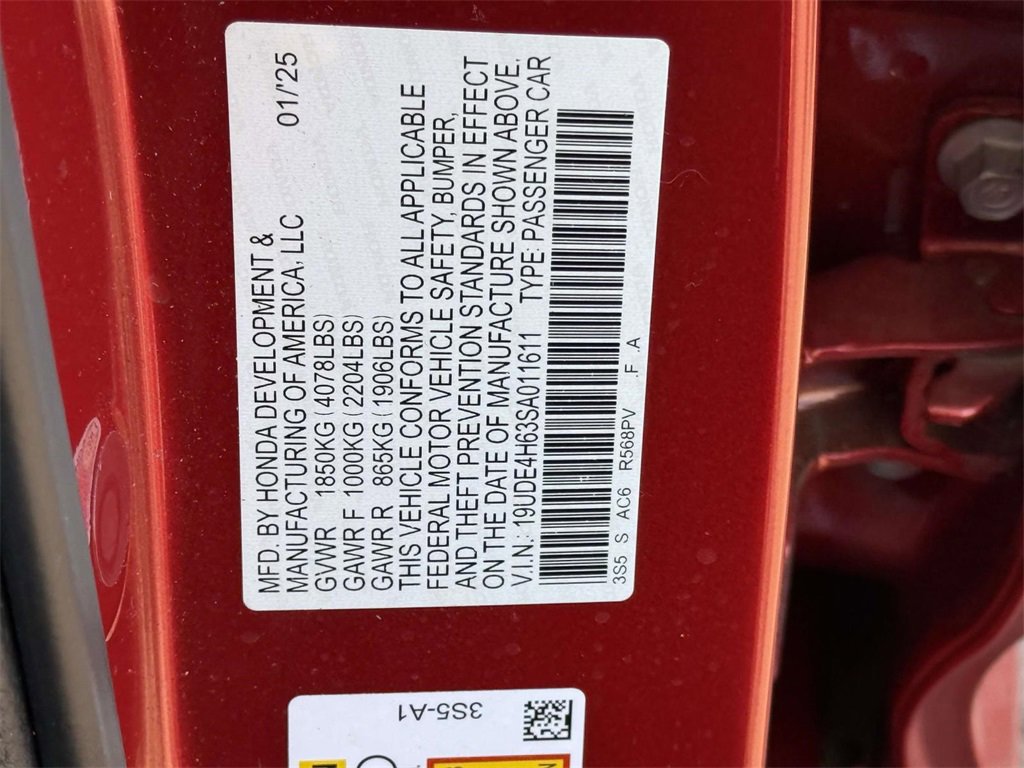 MFD. BY HONDA DEVELOPMENT &
MANUFACTURING OF AMERICA, LLC 01/'25
GVWR 1850KG (4078LBS)
GAWR F 1000KG (2204LBS)
GAWR R 865KG (1906LBS)
THIS VEHICLE CONFORMS TO ALL APPLICABLE
FEDERAL MOTOR VEHICLE SAFETY, BUMPER,
AND THEFT PREVENTION STANDARDS IN EFFECT
ON THE DATE OF MANUFACTURE SHOWN ABOVE.
V.I.N.: 19UDE4H63SA011611 TYPE: PASSENGER CAR
3S5 S AC6 R568PV .F .A
3S5-A1